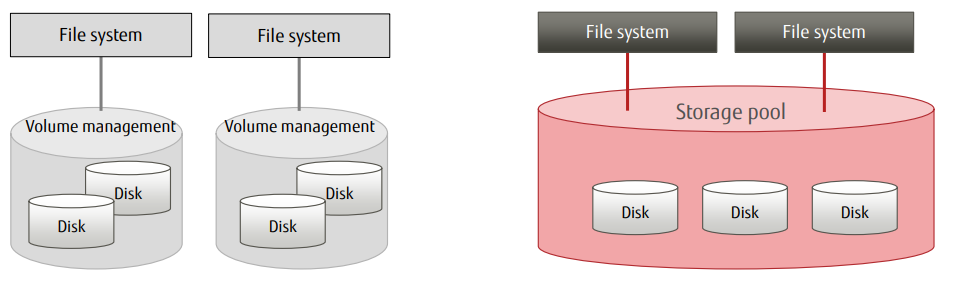 File system
File system
Volume management
Volume management
Disk
Disk
Disk
Disk
File system
File system
Storage pool
Disk
Disk
Disk